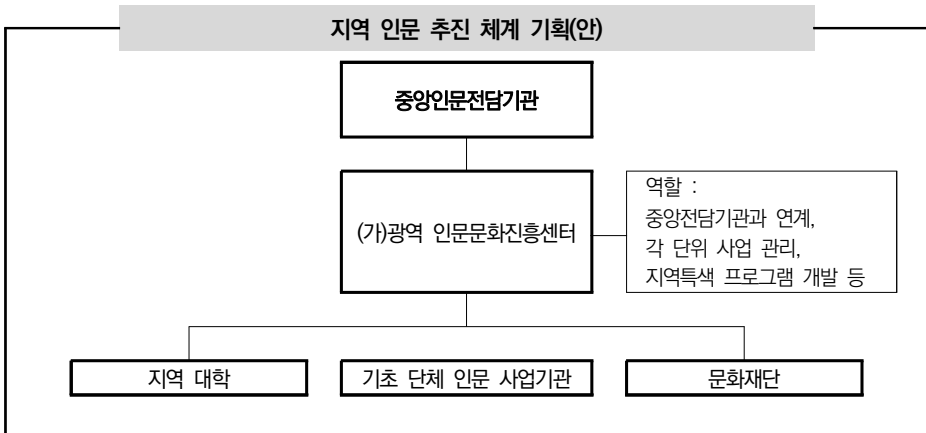 지역 인문 추진 체계 기획(안)
중앙인문전담기관
(가)광역 인문문화진흥센터
역할 :
중앙전담기관과 연계,
각 단위 사업 관리,
지역특색 프로그램 개발 등
지역 대학
기초 단체 인문 사업기관
문화재단